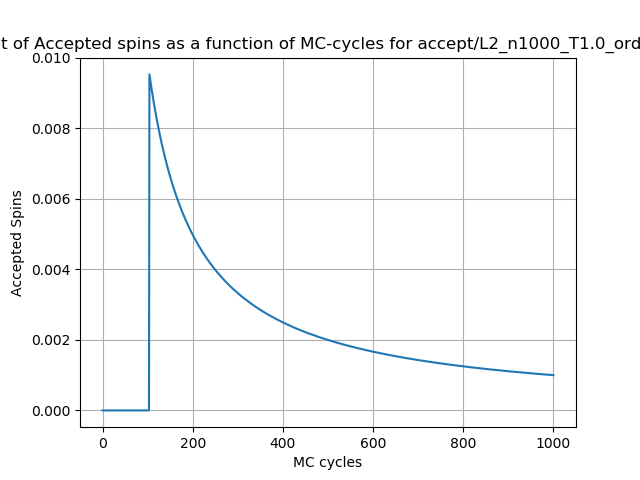 t of Accepted spins as a function of MC-cycles for accept/L2_n1000_T1.0_ord
0.010
0.008
0.006
0.004
0.002
0.000
Accepted Spins
0 200 400 600 800 1000
MC cycles